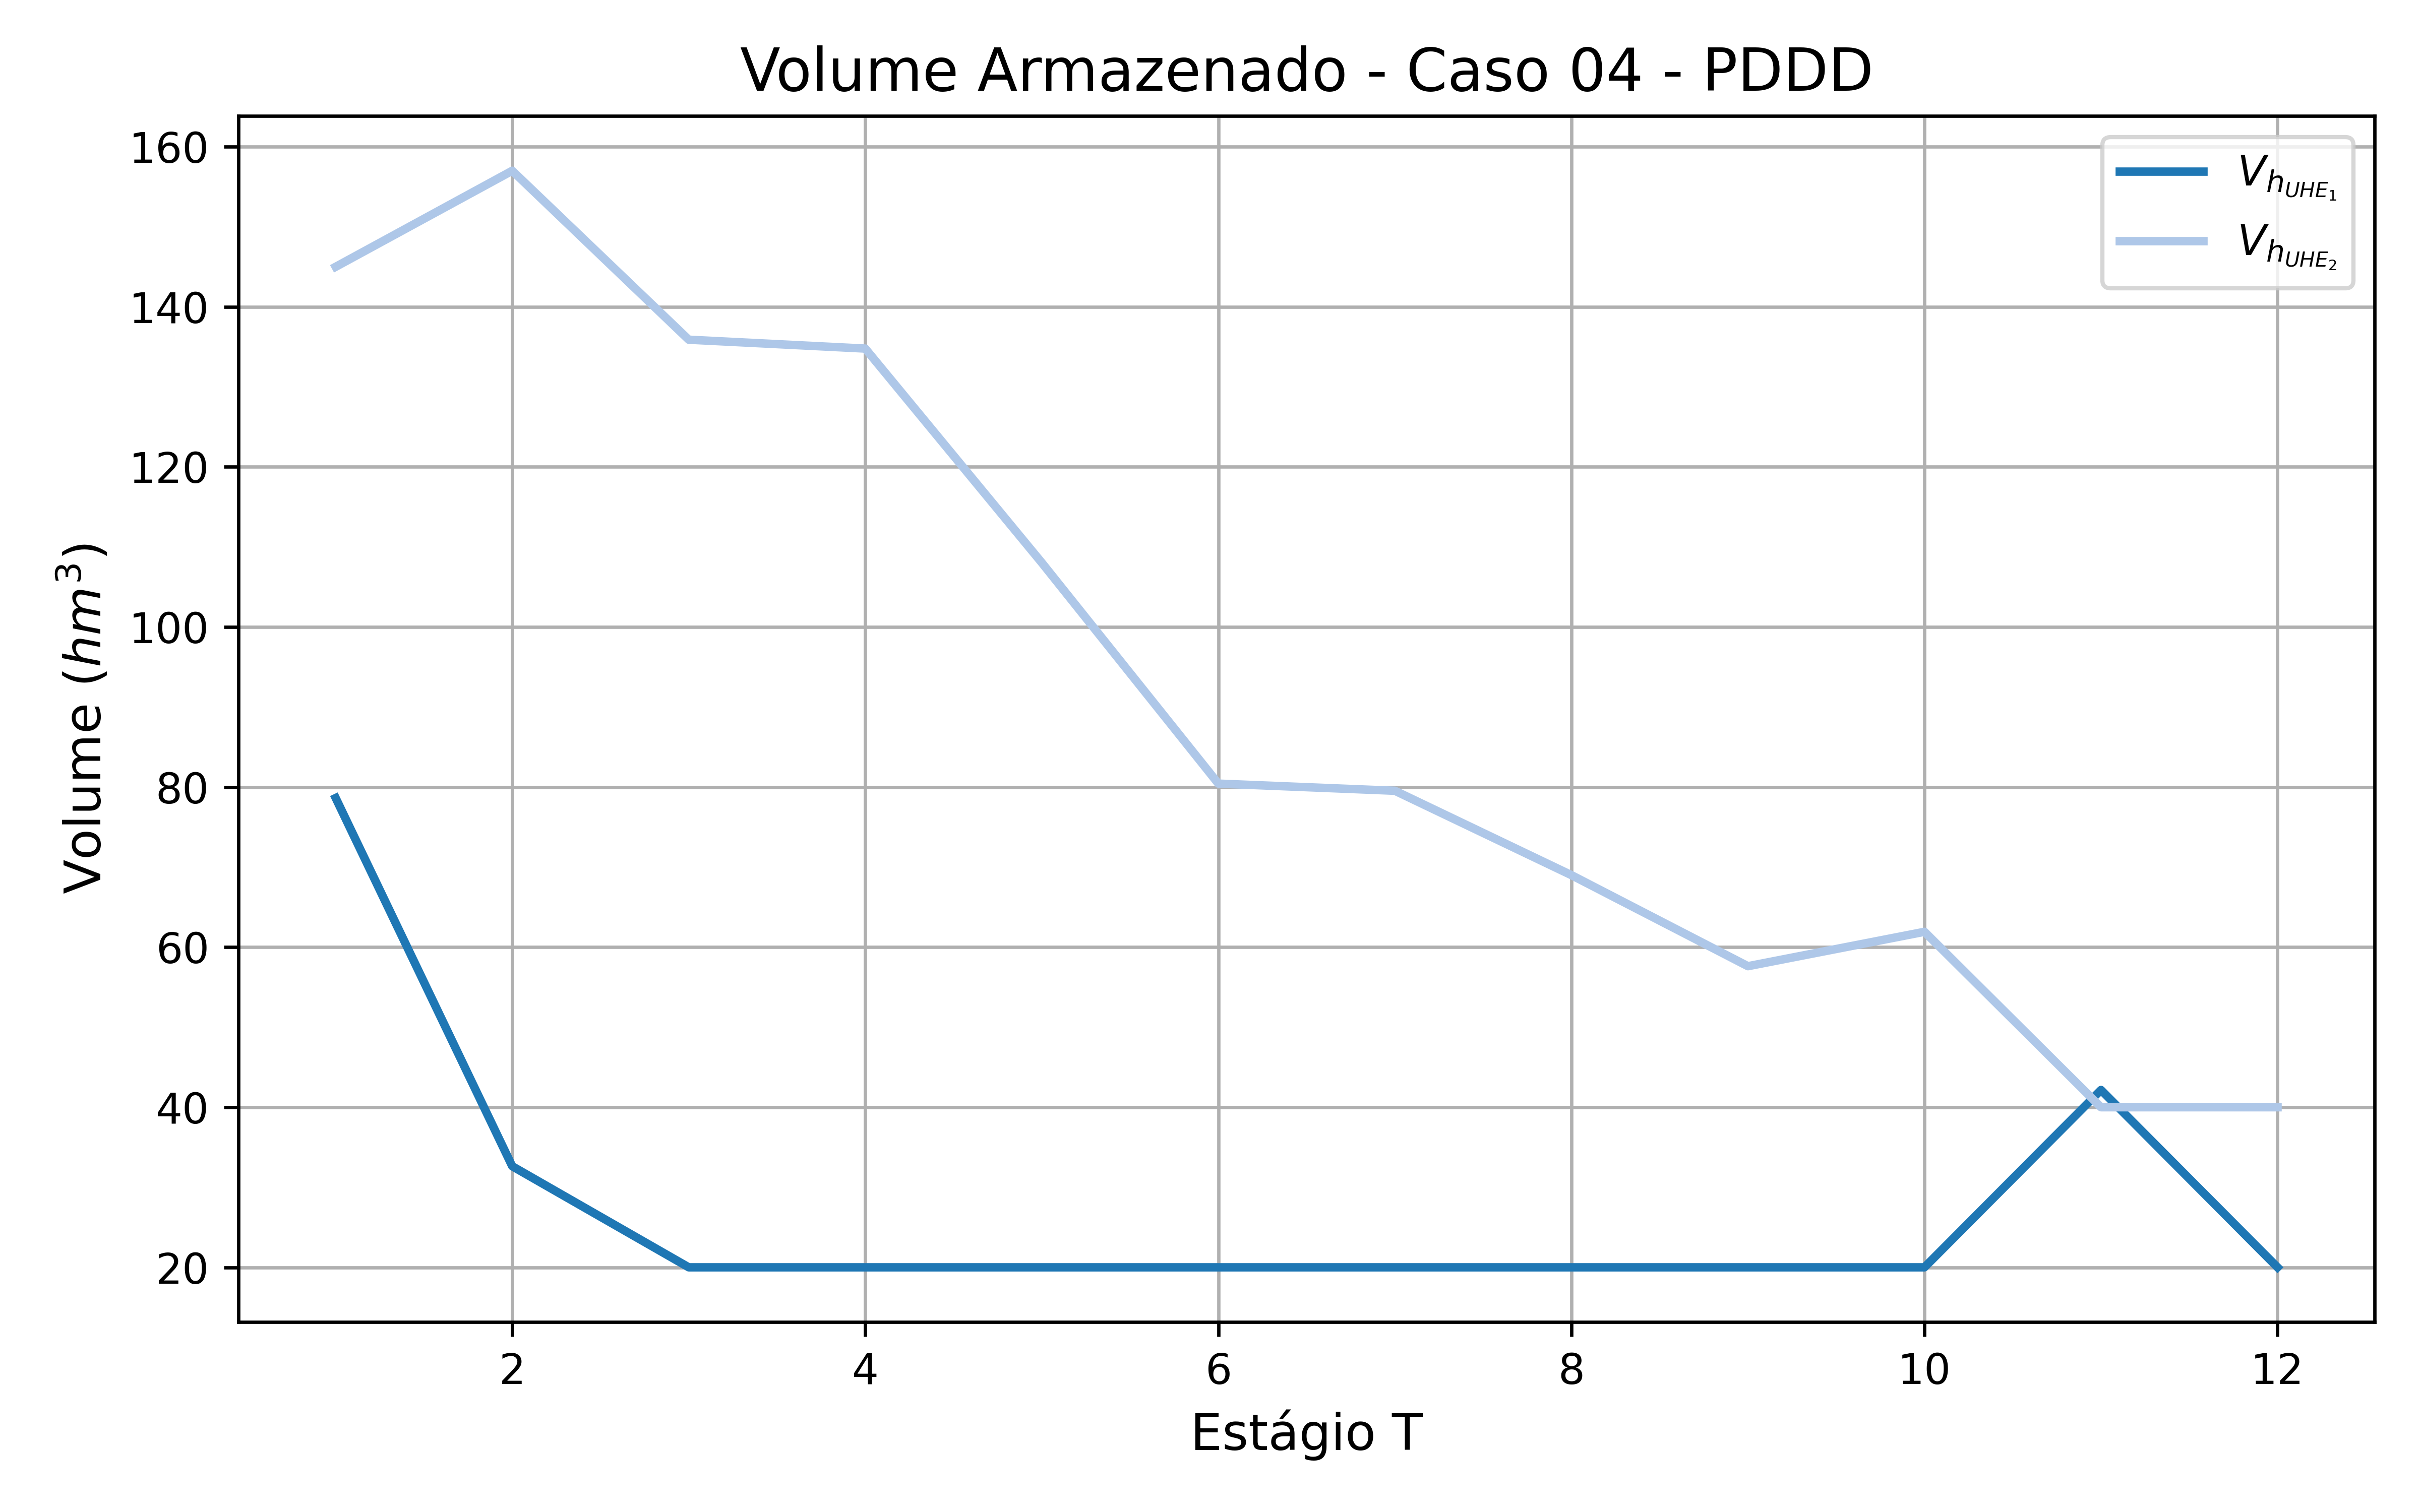 Volume Armazenado - Caso 04 - PDDD
160
140
120
100
80
60
40
20
Volume (hm³)
V_{h_{UHE_1}}
V_{h_{UHE_2}}
2 4 6 8 10 12
Estágio T